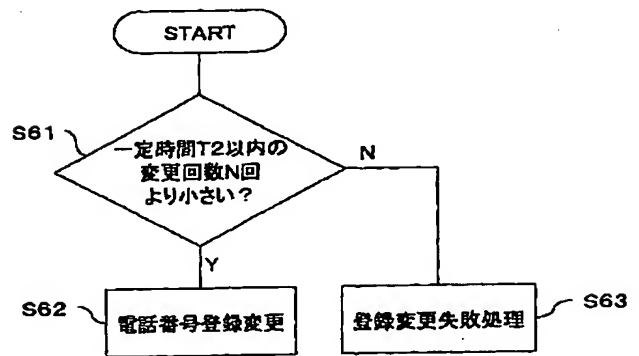 START
S61
一定時間T2以内の
変更回数N回
より小さい？
N
Y
S62
電話番号登録変更
登録変更失敗処理
S63